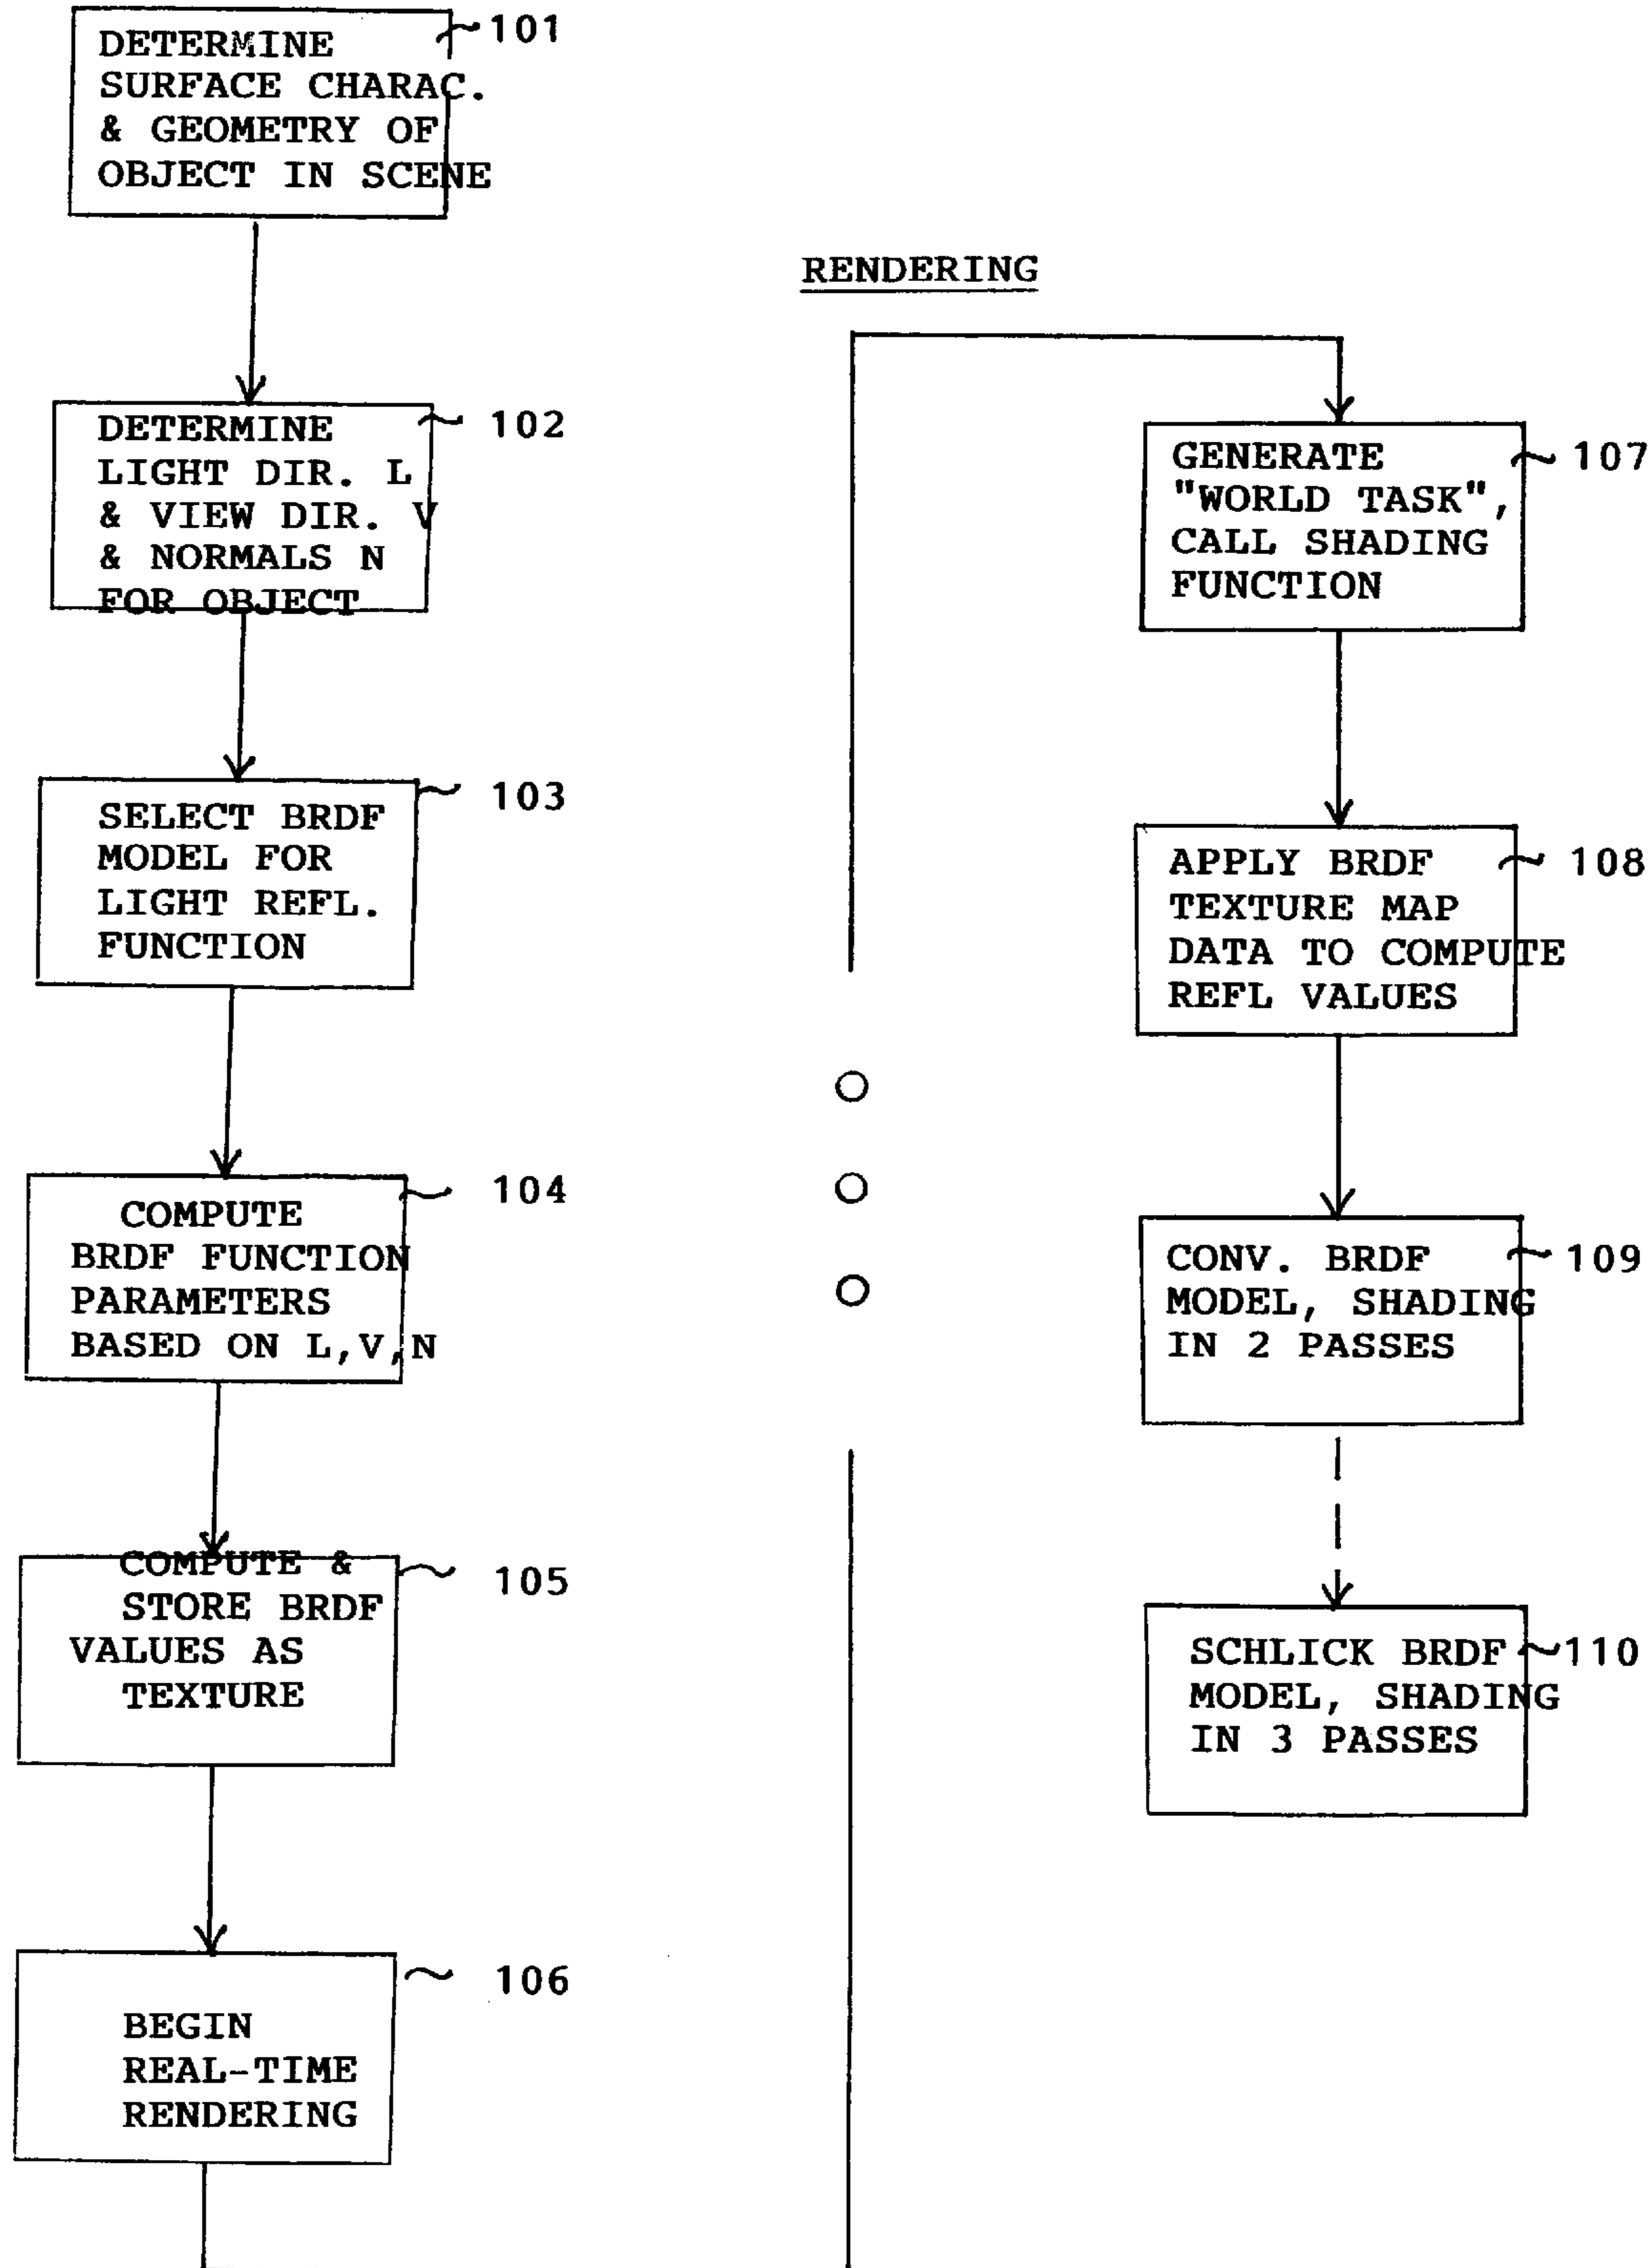 101
DETERMINE
SURFACE CHARAC.
& GEOMETRY OF
OBJECT IN SCENE
102
DETERMINE
LIGHT DIR. L
& VIEW DIR. V
& NORMALS N
FOR OBJECT
103
SELECT BRDF
MODEL FOR
LIGHT REFL.
FUNCTION
104
COMPUTE
BRDF FUNCTION
PARAMETERS
BASED ON L,V,N
105
COMPUTE &
STORE BRDF
VALUES AS
TEXTURE
106
BEGIN
REAL-TIME
RENDERING
RENDERING
107
GENERATE
"WORLD TASK",
CALL SHADING
FUNCTION
108
APPLY BRDF
TEXTURE MAP
DATA TO COMPUTE
REFL VALUES
109
CONV. BRDF
MODEL, SHADING
IN 2 PASSES
110
SCHLICK BRDF
MODEL, SHADING
IN 3 PASSES